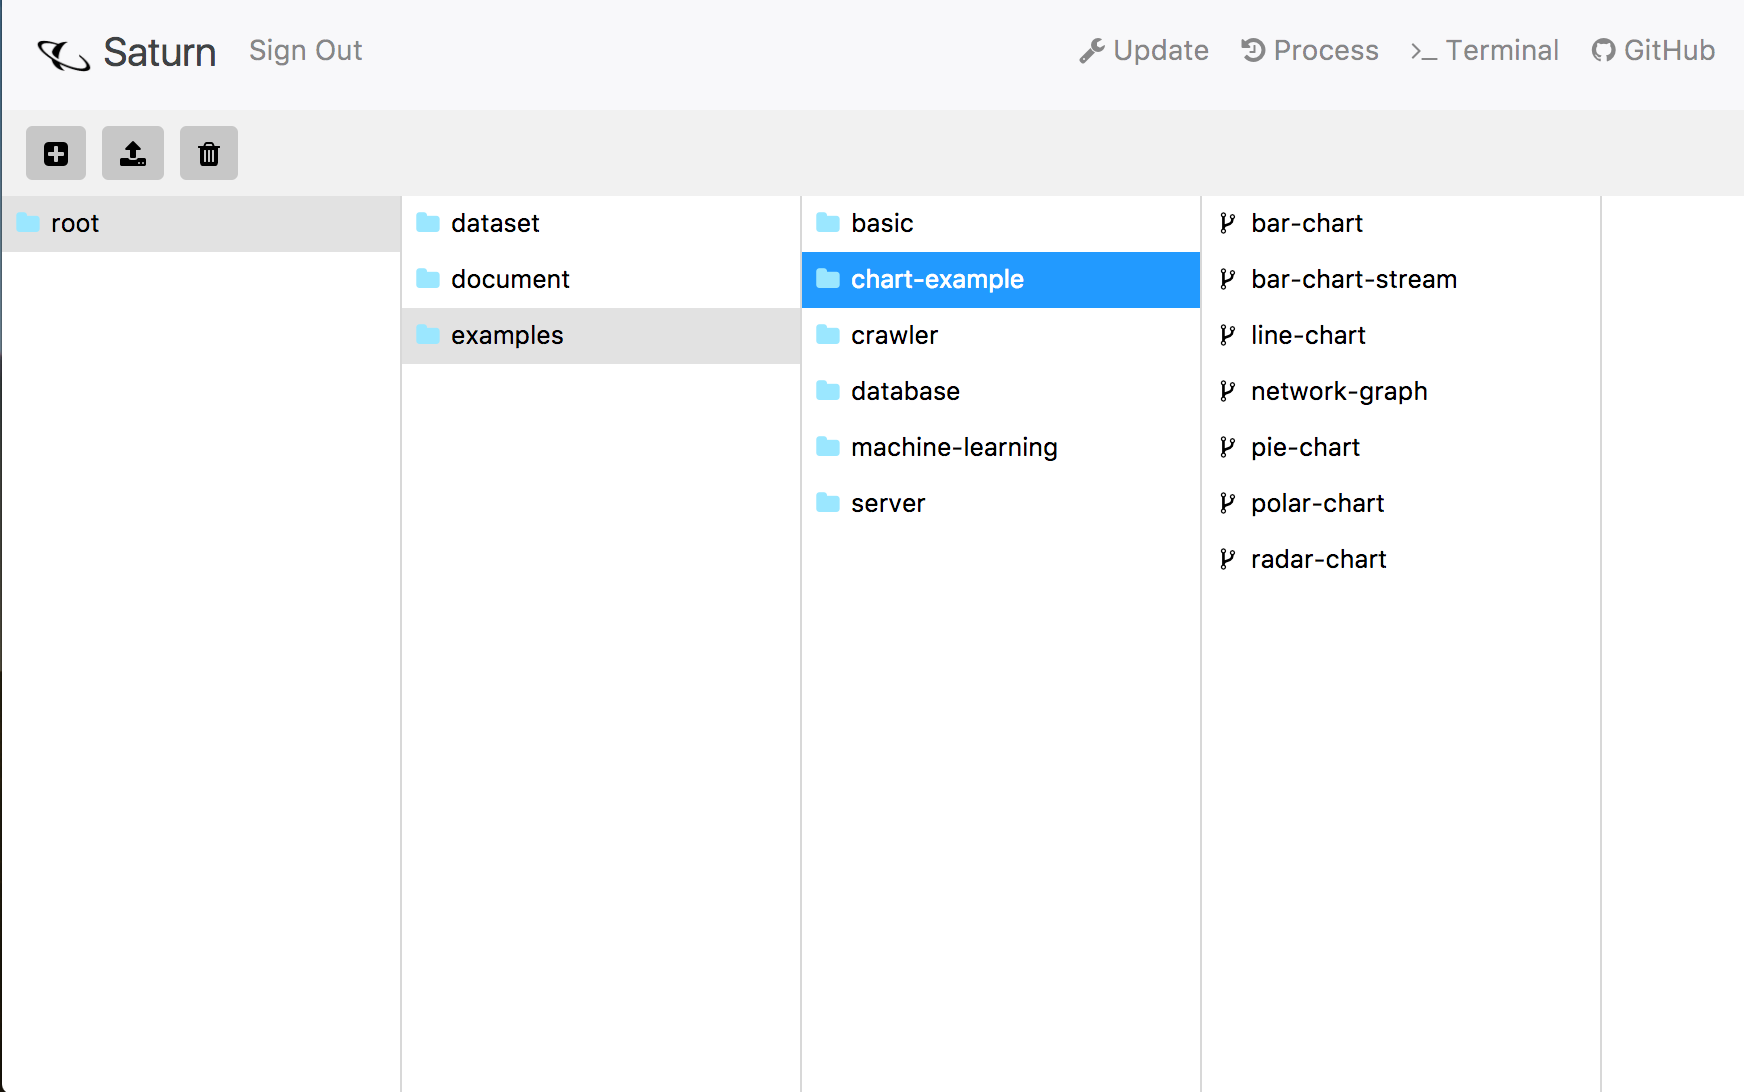 Saturn Sign Out Update Process >_ Terminal GitHub
root
dataset
document
examples
basic
chart-example
crawler
database
machine-learning
server
bar-chart
bar-chart-stream
line-chart
network-graph
pie-chart
polar-chart
radar-chart